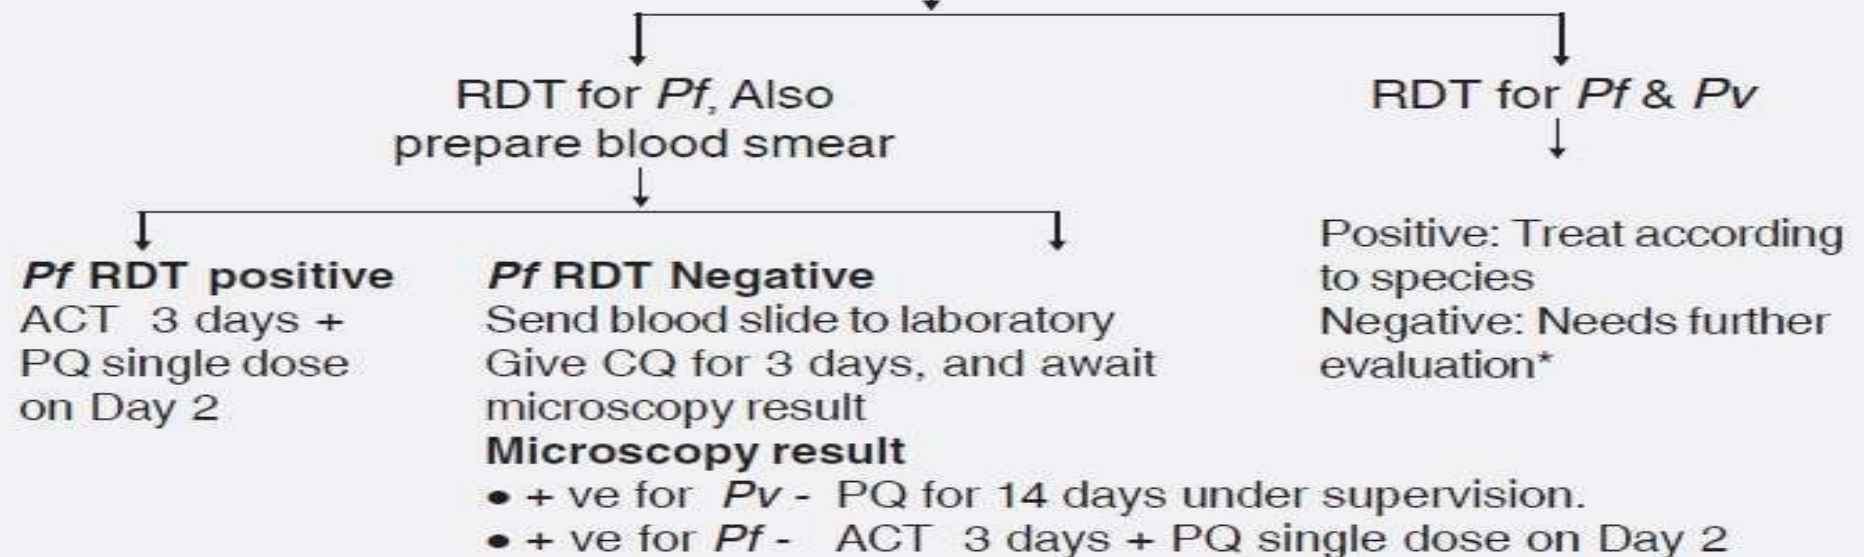 RDT for Pf, Also
prepare blood smear
RDT for Pf & Pv
Pf RDT positive
ACT 3 days +
PQ single dose
on Day 2
Pf RDT Negative
Send blood slide to laboratory
Give CQ for 3 days, and await
microscopy result
Microscopy result
• + ve for Pv - PQ for 14 days under supervision.
• + ve for Pf - ACT 3 days + PQ single dose on Day 2
Positive: Treat according
to species
Negative: Needs further
evaluation*